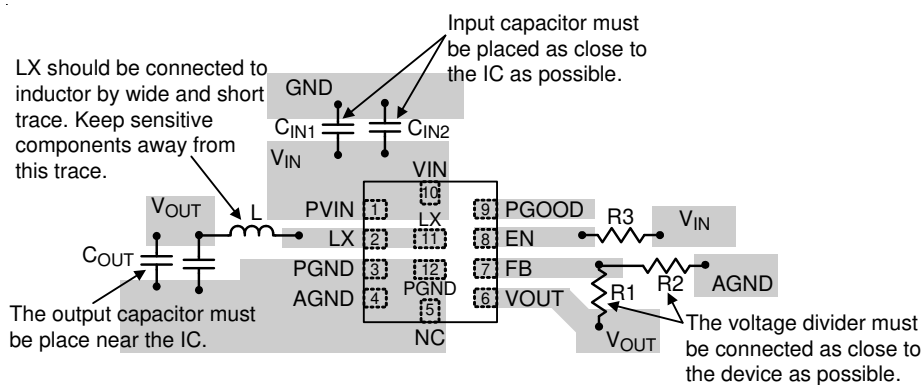 Input capacitor must
be placed as close to
the IC as possible.
LX should be connected to
inductor by wide and short
trace. Keep sensitive
components away from
this trace.
GND
CIN1
CIN2
VIN
VIN
10
VOUT
L
PVIN
1
9
PGOOD
R3
VIN
LX
LX
2
11
8
EN
COUT
PGND
3
12
7
FB
R2
AGND
AGND
4
PGND
5
6
VOUT
R1
VOUT
NC
The output capacitor must
be place near the IC.
The voltage divider must
be connected as close to
the device as possible.